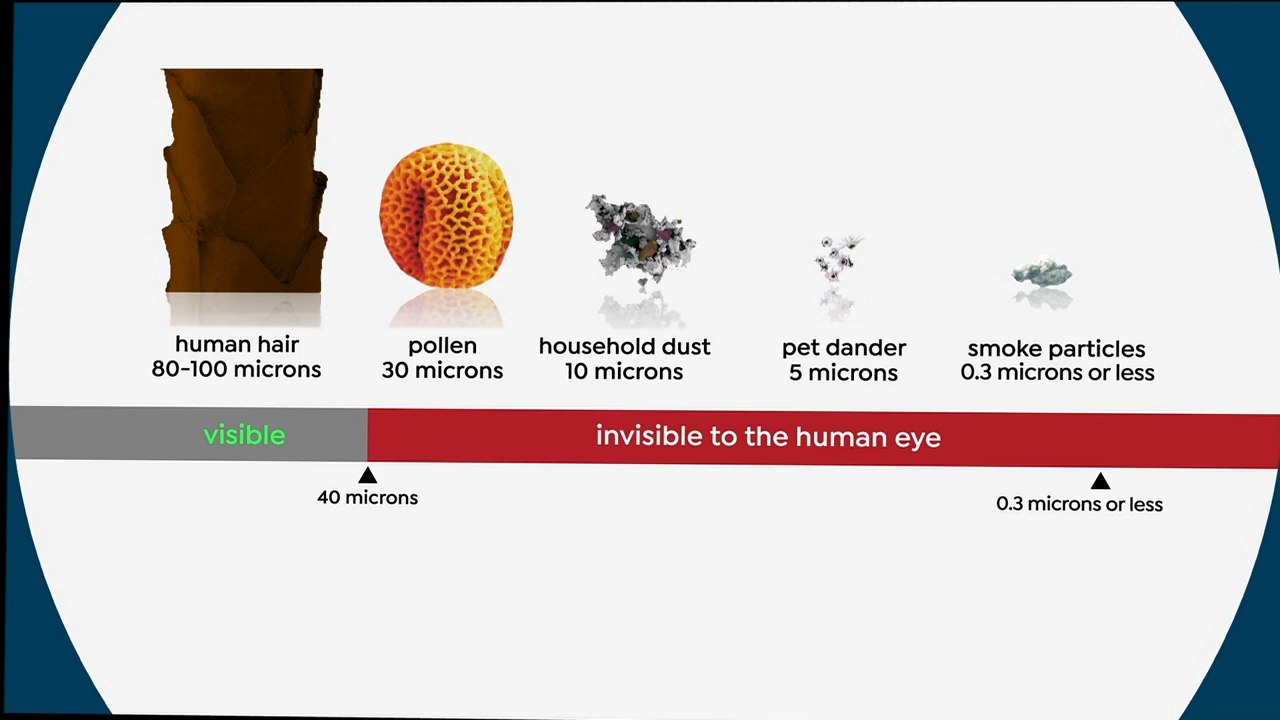 human hair
80-100 microns
pollen
30 microns
household dust
10 microns
pet dander
5 microns
smoke particles
0.3 microns or less
visible
invisible to the human eye
40 microns
0.3 microns or less